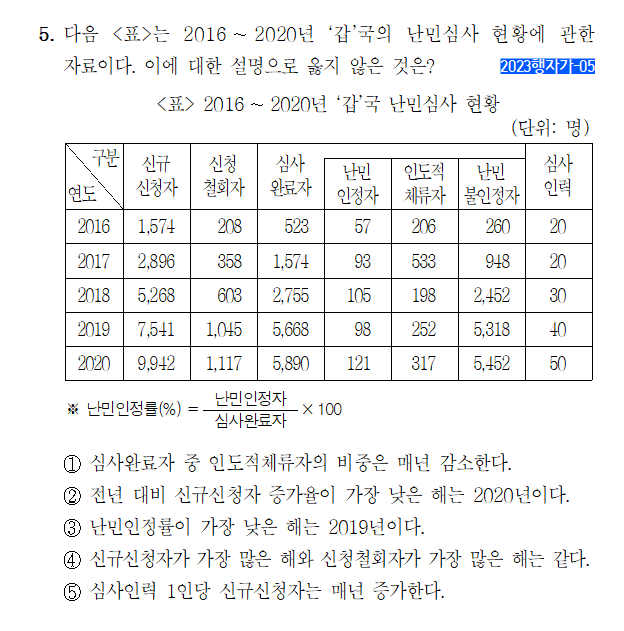 5. 다음 <표>는 2016 ~ 2020년 ‘갑’국의 난민심사 현황에 관한
자료이다. 이에 대한 설명으로 옳지 않은 것은? 2023행자가-05
<표> 2016 ~ 2020년 ‘갑’국 난민심사 현황
(단위: 명)
구분 연도 신규신청자 신청철회자 심사완료자 난민인정자 인도적체류자 난민불인정자 심사인력
2016 1,574 208 523 57 206 260 20
2017 2,896 358 1,574 93 533 948 20
2018 5,268 603 2,755 105 198 2,452 30
2019 7,541 1,045 5,668 98 252 5,318 40
2020 9,942 1,117 5,890 121 317 5,452 50
※ 난민인정률(%) = 난민인정자 / 심사완료자 × 100
① 심사완료자 중 인도적체류자의 비중은 매년 감소한다.
② 전년 대비 신규신청자 증가율이 가장 낮은 해는 2020년이다.
③ 난민인정률이 가장 낮은 해는 2019년이다.
④ 신규신청자가 가장 많은 해와 신청철회자가 가장 많은 해는 같다.
⑤ 심사인력 1인당 신규신청자는 매년 증가한다.